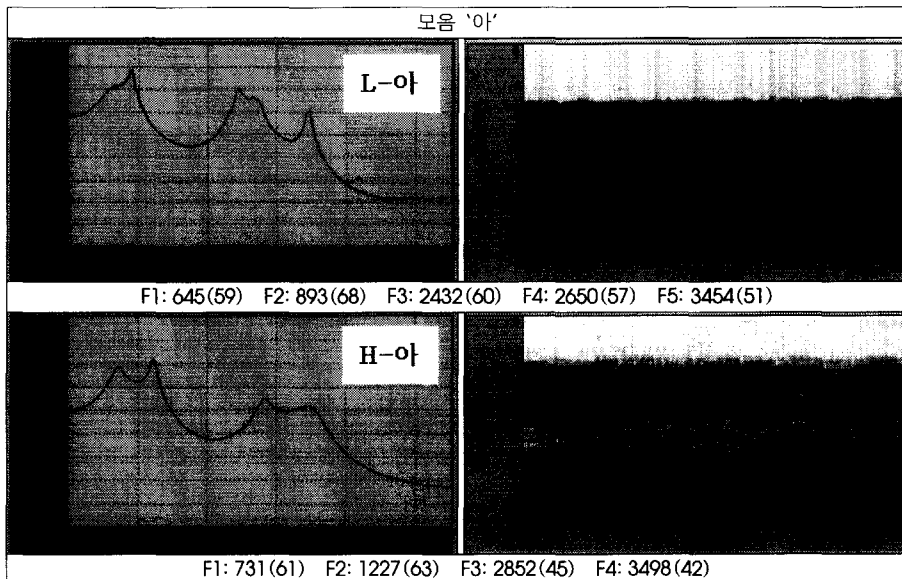 모음 '아'
L-아
F1: 645(59) F2: 893(68) F3: 2432(60) F4: 2650(57) F5: 3454(51)
H-아
F1: 731(61) F2: 1227(63) F3: 2852(45) F4: 3498(42)